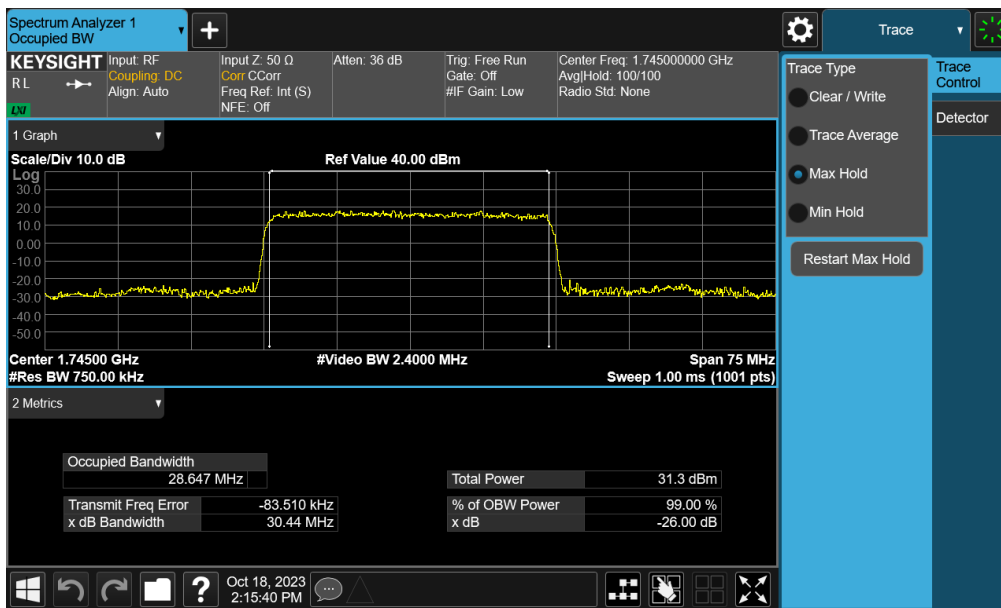 Spectrum Analyzer 1
Occupied BW
+
Trace
KEYSIGHT
R L
LXI
Input: RF
Coupling: DC
Align: Auto
Input Z: 50 Ω
Corr CCorr
Freq Ref: Int (S)
NFE: Off
Atten: 36 dB
Trig: Free Run
Gate: Off
#IF Gain: Low
Center Freq: 1.745000000 GHz
Avg|Hold: 100/100
Radio Std: None
Trace Type
Clear / Write
Trace Average
Max Hold
Min Hold
Restart Max Hold
Trace
Control
Detector
1 Graph
Scale/Div 10.0 dB
Ref Value 40.00 dBm
Log
30.0
20.0
10.0
0.00
-10.0
-20.0
-30.0
-40.0
-50.0
Center 1.74500 GHz
#Video BW 2.4000 MHz
Span 75 MHz
#Res BW 750.00 kHz
Sweep 1.00 ms (1001 pts)
2 Metrics
Occupied Bandwidth
28.647 MHz
Total Power 31.3 dBm
Transmit Freq Error -83.510 kHz
% of OBW Power 99.00 %
x dB Bandwidth 30.44 MHz
x dB -26.00 dB
?
Oct 18, 2023
2:15:40 PM